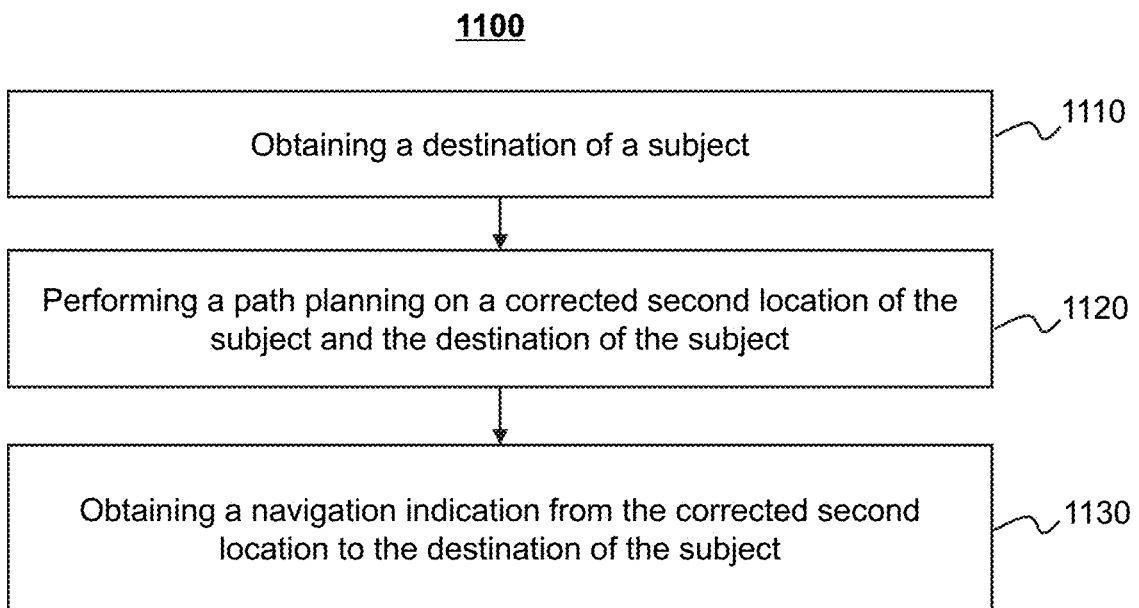 1100
Obtaining a destination of a subject
1110
Performing a path planning on a corrected second location of the
subject and the destination of the subject
1120
Obtaining a navigation indication from the corrected second
location to the destination of the subject
1130